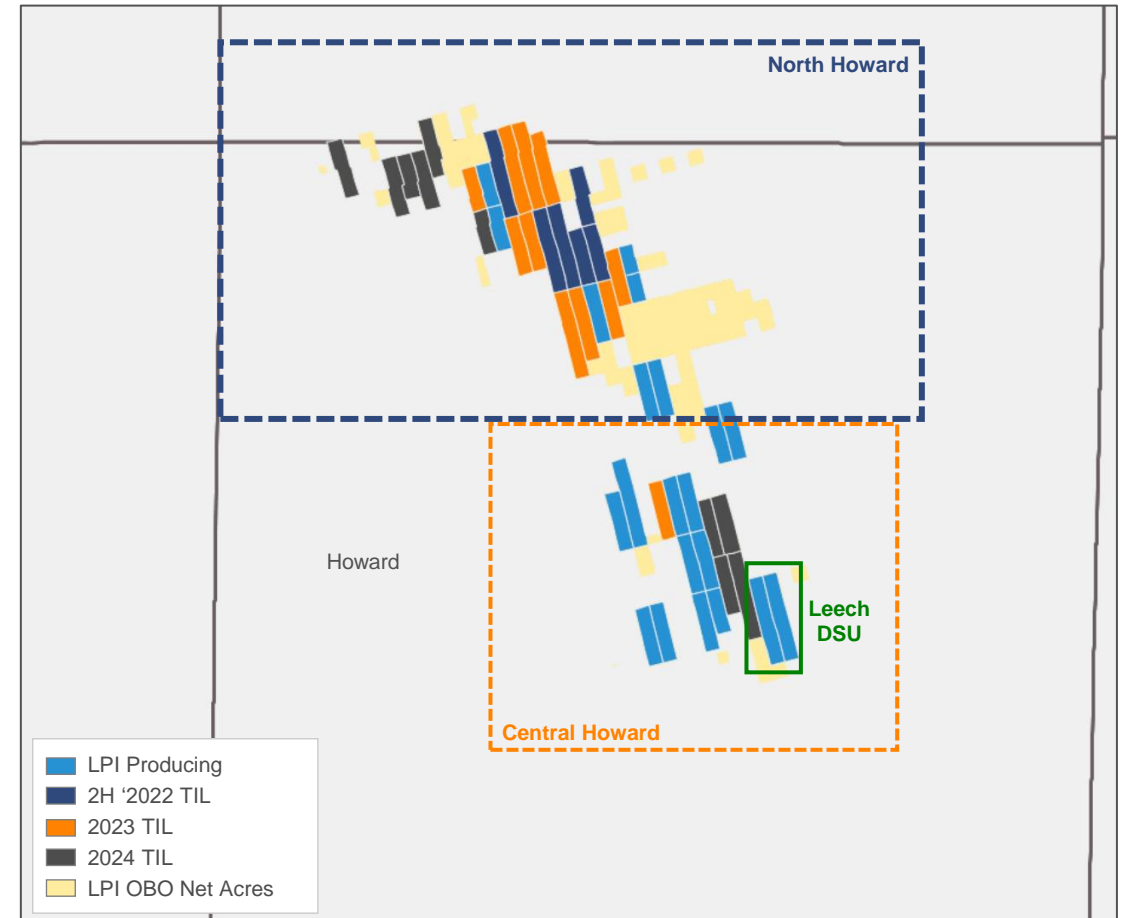 North Howard
Howard
Leech
DSU
Central Howard
LPI Producing
2H ‘2022 TIL
2023 TIL
2024 TIL
LPI OBO Net Acres